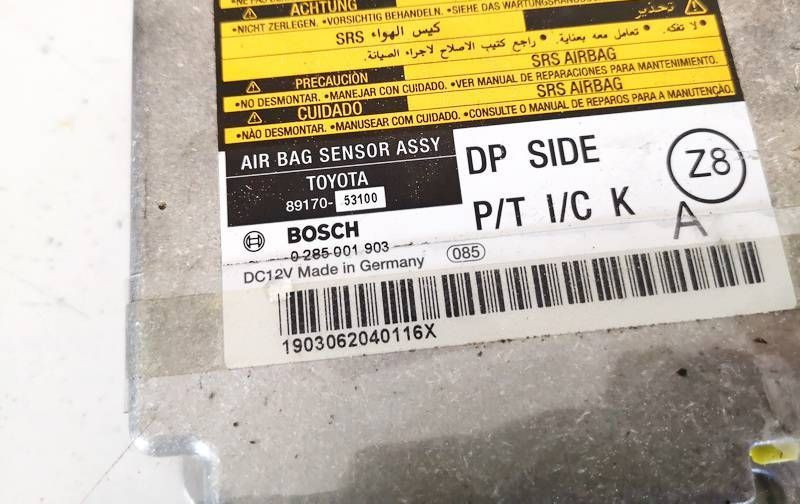 ACHTUNG
•NICHT ZERLEGEN. •VORSICHTIG BEHANDELN. •SIEHE DAS WARTUNGSHANDBUCH
تحذير
كيس الهواء SRS
• لا تفكه. • تعامل معه بعناية. • راجع كتيب الاصلاح لاجراء الصيانة.
PRECAUCIÓN SRS AIRBAG
•NO DESMONTAR. •MANEJAR CON CUIDADO. •VER MANUAL DE REPARACIONES PARA MANTENIMIENTO.
CUIDADO SRS AIRBAG
•NÃO DESMONTAR. •MANUSEAR COM CUIDADO. •CONSULTE O MANUAL DE REPAROS PARA A MANUTENÇÃO.
AIR BAG SENSOR ASSY
TOYOTA
89170- 53100
DP SIDE
P/T I/C K
Z8
A
BOSCH
0 285 001 903
DC12V Made in Germany 085
1903062040116X